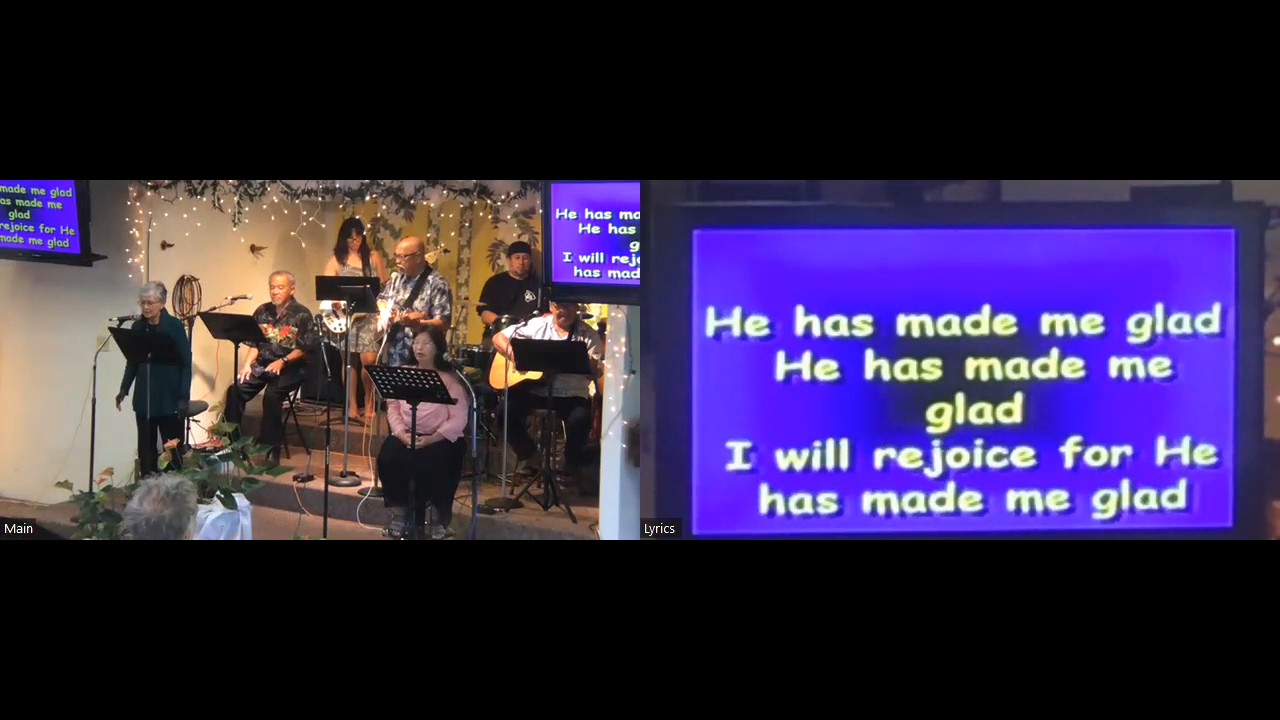 made me glad
as made me
glad
rejoice for He
made me glad
He has ma
He has
g
I will rejo
has mad
Main
He has made me glad
He has made me
glad
I will rejoice for He
has made me glad
Lyrics